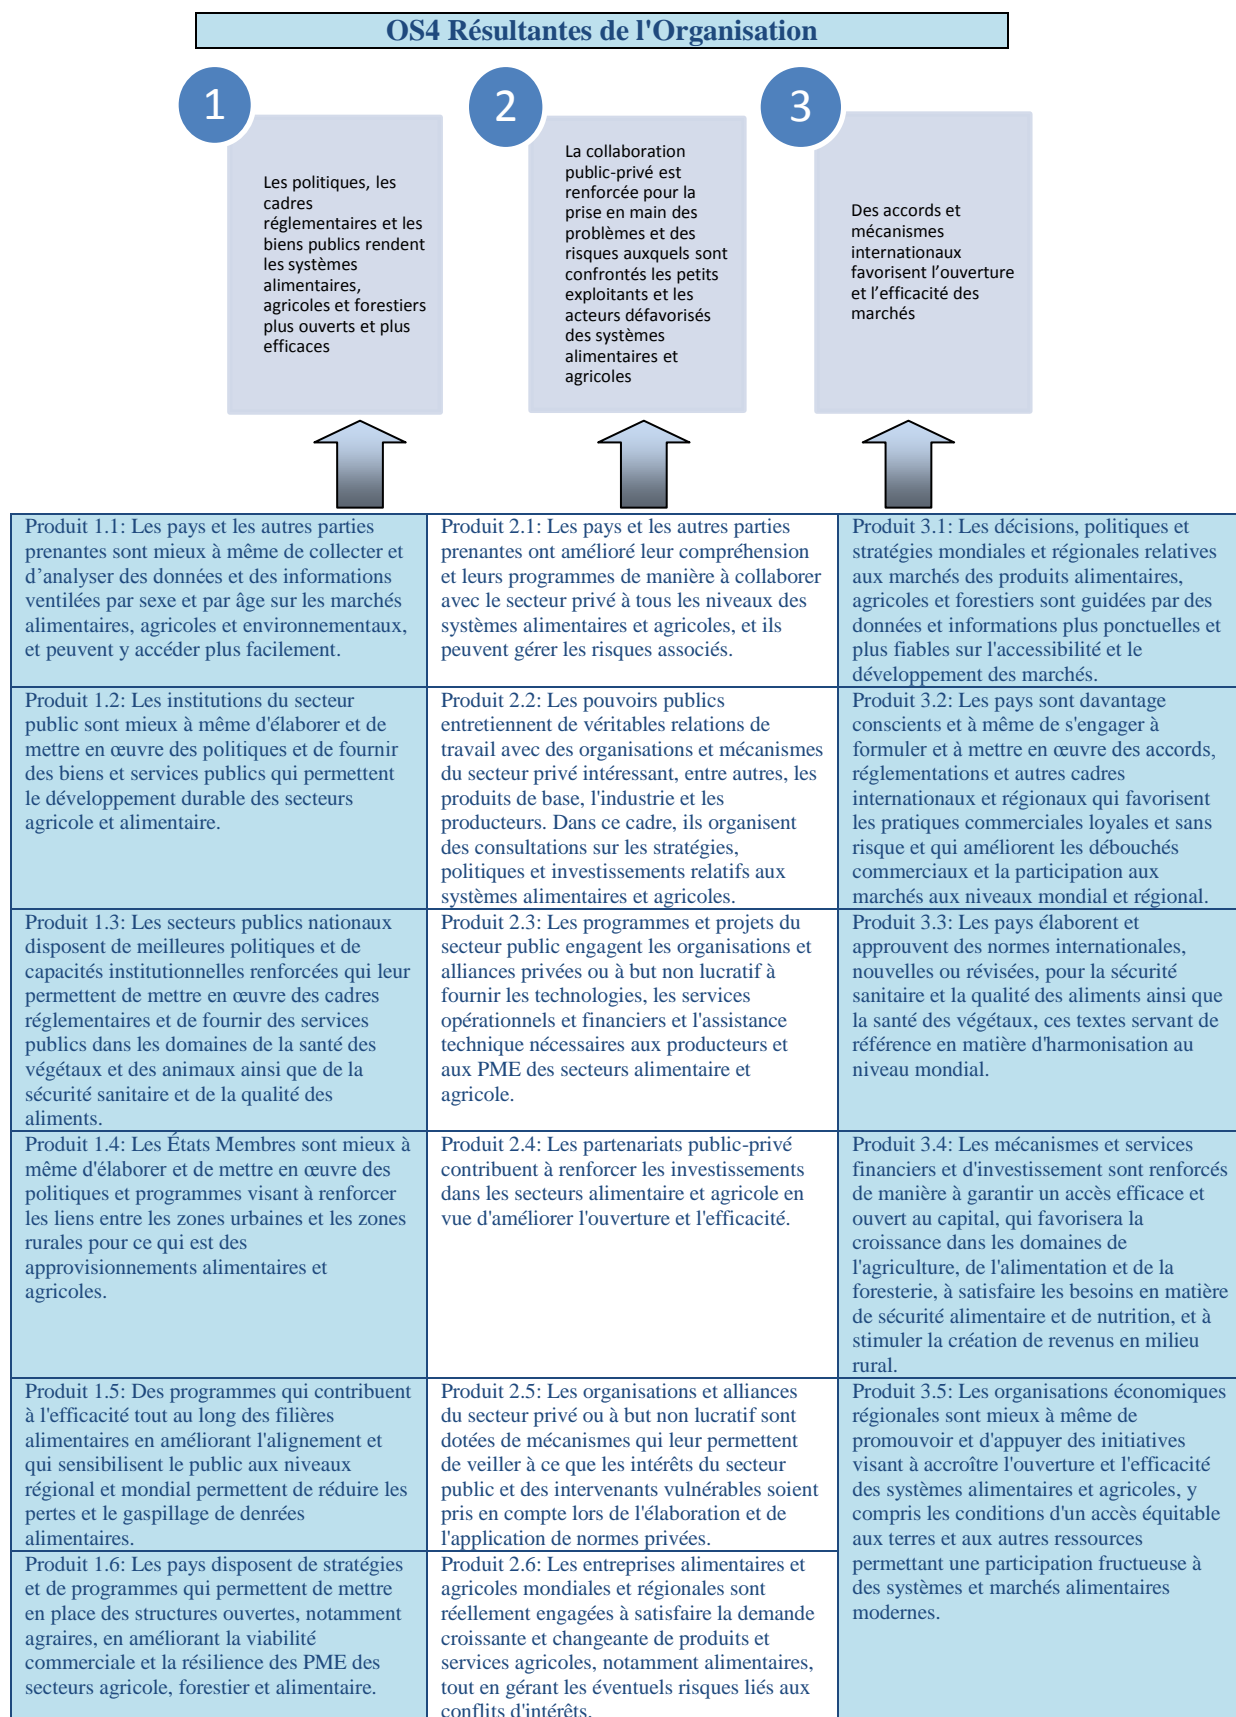 OS4 Résultantes de l'Organisation
1
Les politiques, les
cadres
réglementaires et les
biens publics rendent
les systèmes
alimentaires,
agricoles et forestiers
plus ouverts et plus
efficaces
2
La collaboration
public-privé est
renforcée pour la
prise en main des
problèmes et des
risques auxquels sont
confrontés les petits
exploitants et les
acteurs défavorisés
des systèmes
alimentaires et
agricoles
3
Des accords et
mécanismes
internationaux
favorisent l’ouverture
et l’efficacité des
marchés
Produit 1.1: Les pays et les autres parties
prenantes sont mieux à même de collecter et
d’analyser des données et des informations
ventilées par sexe et par âge sur les marchés
alimentaires, agricoles et environnementaux,
et peuvent y accéder plus facilement.
Produit 2.1: Les pays et les autres parties
prenantes ont amélioré leur compréhension
et leurs programmes de manière à collaborer
avec le secteur privé à tous les niveaux des
systèmes alimentaires et agricoles, et ils
peuvent gérer les risques associés.
Produit 3.1: Les décisions, politiques et
stratégies mondiales et régionales relatives
aux marchés des produits alimentaires,
agricoles et forestiers sont guidées par des
données et informations plus ponctuelles et
plus fiables sur l'accessibilité et le
développement des marchés.
Produit 1.2: Les institutions du secteur
public sont mieux à même d'élaborer et de
mettre en œuvre des politiques et de fournir
des biens et services publics qui permettent
le développement durable des secteurs
agricole et alimentaire.
Produit 2.2: Les pouvoirs publics
entretiennent de véritables relations de
travail avec des organisations et mécanismes
du secteur privé intéressant, entre autres, les
produits de base, l'industrie et les
producteurs. Dans ce cadre, ils organisent
des consultations sur les stratégies,
politiques et investissements relatifs aux
systèmes alimentaires et agricoles.
Produit 3.2: Les pays sont davantage
conscients et à même de s'engager à
formuler et à mettre en œuvre des accords,
réglementations et autres cadres
internationaux et régionaux qui favorisent
les pratiques commerciales loyales et sans
risque et qui améliorent les débouchés
commerciaux et la participation aux
marchés aux niveaux mondial et régional.
Produit 1.3: Les secteurs publics nationaux
disposent de meilleures politiques et de
capacités institutionnelles renforcées qui leur
permettent de mettre en œuvre des cadres
réglementaires et de fournir des services
publics dans les domaines de la santé des
végétaux et des animaux ainsi que de la
sécurité sanitaire et de la qualité des
aliments.
Produit 2.3: Les programmes et projets du
secteur public engagent les organisations et
alliances privées ou à but non lucratif à
fournir les technologies, les services
opérationnels et financiers et l'assistance
technique nécessaires aux producteurs et
aux PME des secteurs alimentaire et
agricole.
Produit 3.3: Les pays élaborent et
approuvent des normes internationales,
nouvelles ou révisées, pour la sécurité
sanitaire et la qualité des aliments ainsi que
la santé des végétaux, ces textes servant de
référence en matière d'harmonisation au
niveau mondial.
Produit 1.4: Les États Membres sont mieux à
même d'élaborer et de mettre en œuvre des
politiques et programmes visant à renforcer
les liens entre les zones urbaines et les zones
rurales pour ce qui est des
approvisionnements alimentaires et
agricoles.
Produit 2.4: Les partenariats public-privé
contribuent à renforcer les investissements
dans les secteurs alimentaire et agricole en
vue d'améliorer l'ouverture et l'efficacité.
Produit 3.4: Les mécanismes et services
financiers et d'investissement sont renforcés
de manière à garantir un accès efficace et
ouvert au capital, qui favorisera la
croissance dans les domaines de
l'agriculture, de l'alimentation et de la
foresterie, à satisfaire les besoins en matière
de sécurité alimentaire et de nutrition, et à
stimuler la création de revenus en milieu
rural.
Produit 1.5: Des programmes qui contribuent
à l'efficacité tout au long des filières
alimentaires en améliorant l'alignement et
qui sensibilisent le public aux niveaux
régional et mondial permettent de réduire les
pertes et le gaspillage de denrées
alimentaires.
Produit 2.5: Les organisations et alliances
du secteur privé ou à but non lucratif sont
dotées de mécanismes qui leur permettent
de veiller à ce que les intérêts du secteur
public et des intervenants vulnérables soient
pris en compte lors de l'élaboration et de
l'application de normes privées.
Produit 3.5: Les organisations économiques
régionales sont mieux à même de
promouvoir et d'appuyer des initiatives
visant à accroître l'ouverture et l'efficacité
des systèmes alimentaires et agricoles, y
compris les conditions d'un accès équitable
aux terres et aux autres ressources
permettant une participation fructueuse à
des systèmes et marchés alimentaires
modernes.
Produit 1.6: Les pays disposent de stratégies
et de programmes qui permettent de mettre
en place des structures ouvertes, notamment
agraires, en améliorant la viabilité
commerciale et la résilience des PME des
secteurs agricole, forestier et alimentaire.
Produit 2.6: Les entreprises alimentaires et
agricoles mondiales et régionales sont
réellement engagées à satisfaire la demande
croissante et changeante de produits et
services agricoles, notamment alimentaires,
tout en gérant les éventuels risques liés aux
conflits d'intérêts.